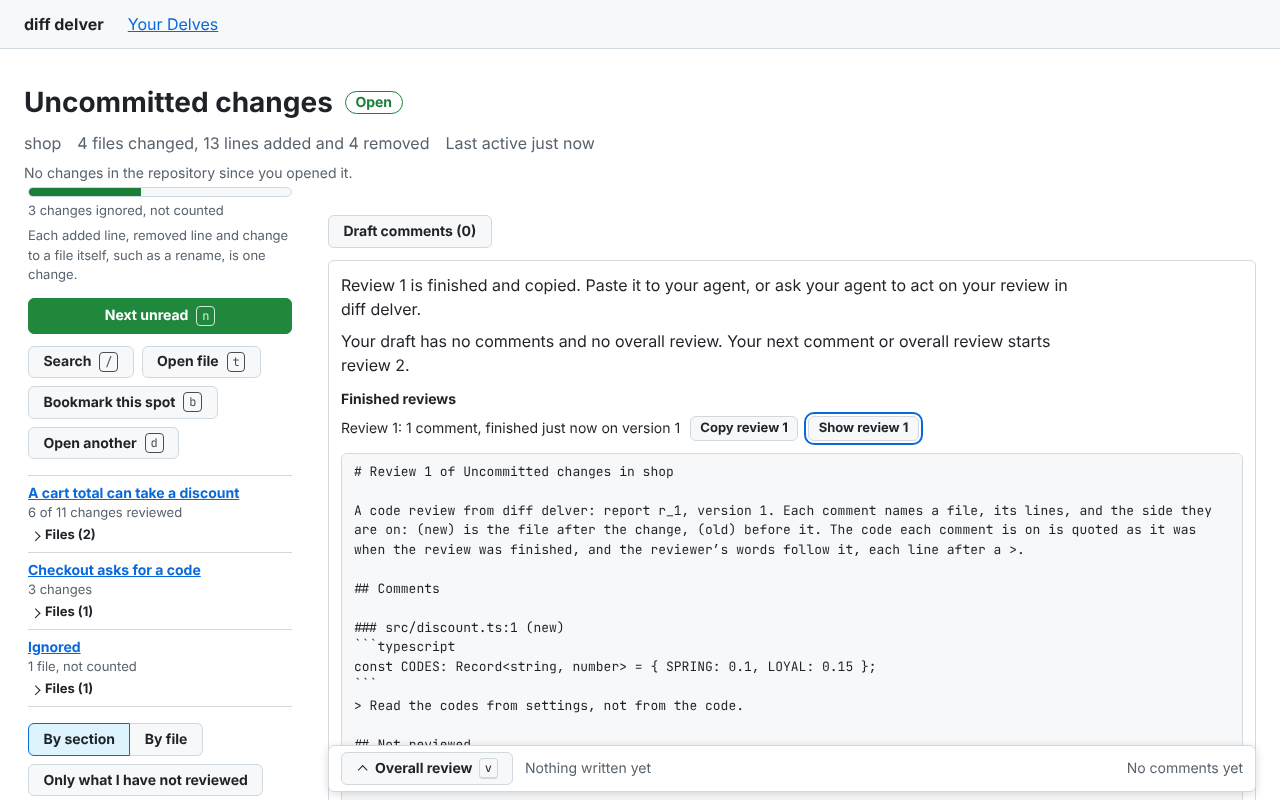 diff delver Your Delves
Uncommitted changes Open
shop 4 files changed, 13 lines added and 4 removed Last active just now
No changes in the repository since you opened it.
3 changes ignored, not counted
Each added line, removed line and change
to a file itself, such as a rename, is one
change.
Next unread n
Search / Open file t
Bookmark this spot b
Open another d
A cart total can take a discount
6 of 11 changes reviewed
Files (2)
Checkout asks for a code
3 changes
Files (1)
Ignored
1 file, not counted
Files (1)
By section By file
Only what I have not reviewed
Draft comments (0)
Review 1 is finished and copied. Paste it to your agent, or ask your agent to act on your review in
diff delver.
Your draft has no comments and no overall review. Your next comment or overall review starts
review 2.
Finished reviews
Review 1: 1 comment, finished just now on version 1 Copy review 1 Show review 1
# Review 1 of Uncommitted changes in shop
A code review from diff delver: report r_1, version 1. Each comment names a file, its lines, and the side they
are on: (new) is the file after the change, (old) before it. The code each comment is on is quoted as it was
when the review was finished, and the reviewer’s words follow it, each line after a >.
## Comments
### src/discount.ts:1 (new)
```typescript
const CODES: Record<string, number> = { SPRING: 0.1, LOYAL: 0.15 };
```
> Read the codes from settings, not from the code.
## Not reviewed
Overall review v Nothing written yet No comments yet